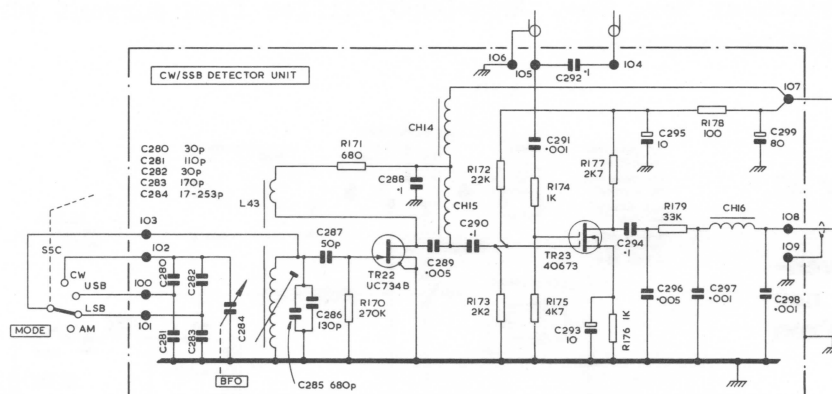 106
105
C292
·1
104
CW/SSB DETECTOR UNIT
107
CH14
R178
100
C295
10
C299
80
C280 30p
C281 110p
C282 30p
C283 170p
C284 17-253p
R171
680
C291
·001
R172
22K
R177
2K7
C288
·1
R174
1K
L43
CH15
C290
·1
R179
33K
CH16
108
109
103
S5C
102
C287
50p
C289
·005
TR22
UC734B
TR23
40673
C294
·1
CW
USB
100
LSB
101
AM
MODE
C280
C282
C281
C283
C284
BFO
C286
130p
C285 680p
R170
270K
R173
2K2
R175
4K7
C293
10
R176 1K
C296
·005
C297
·001
C298
·001